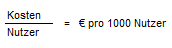 Kosten
Nutzer = € pro 1000 Nutzer